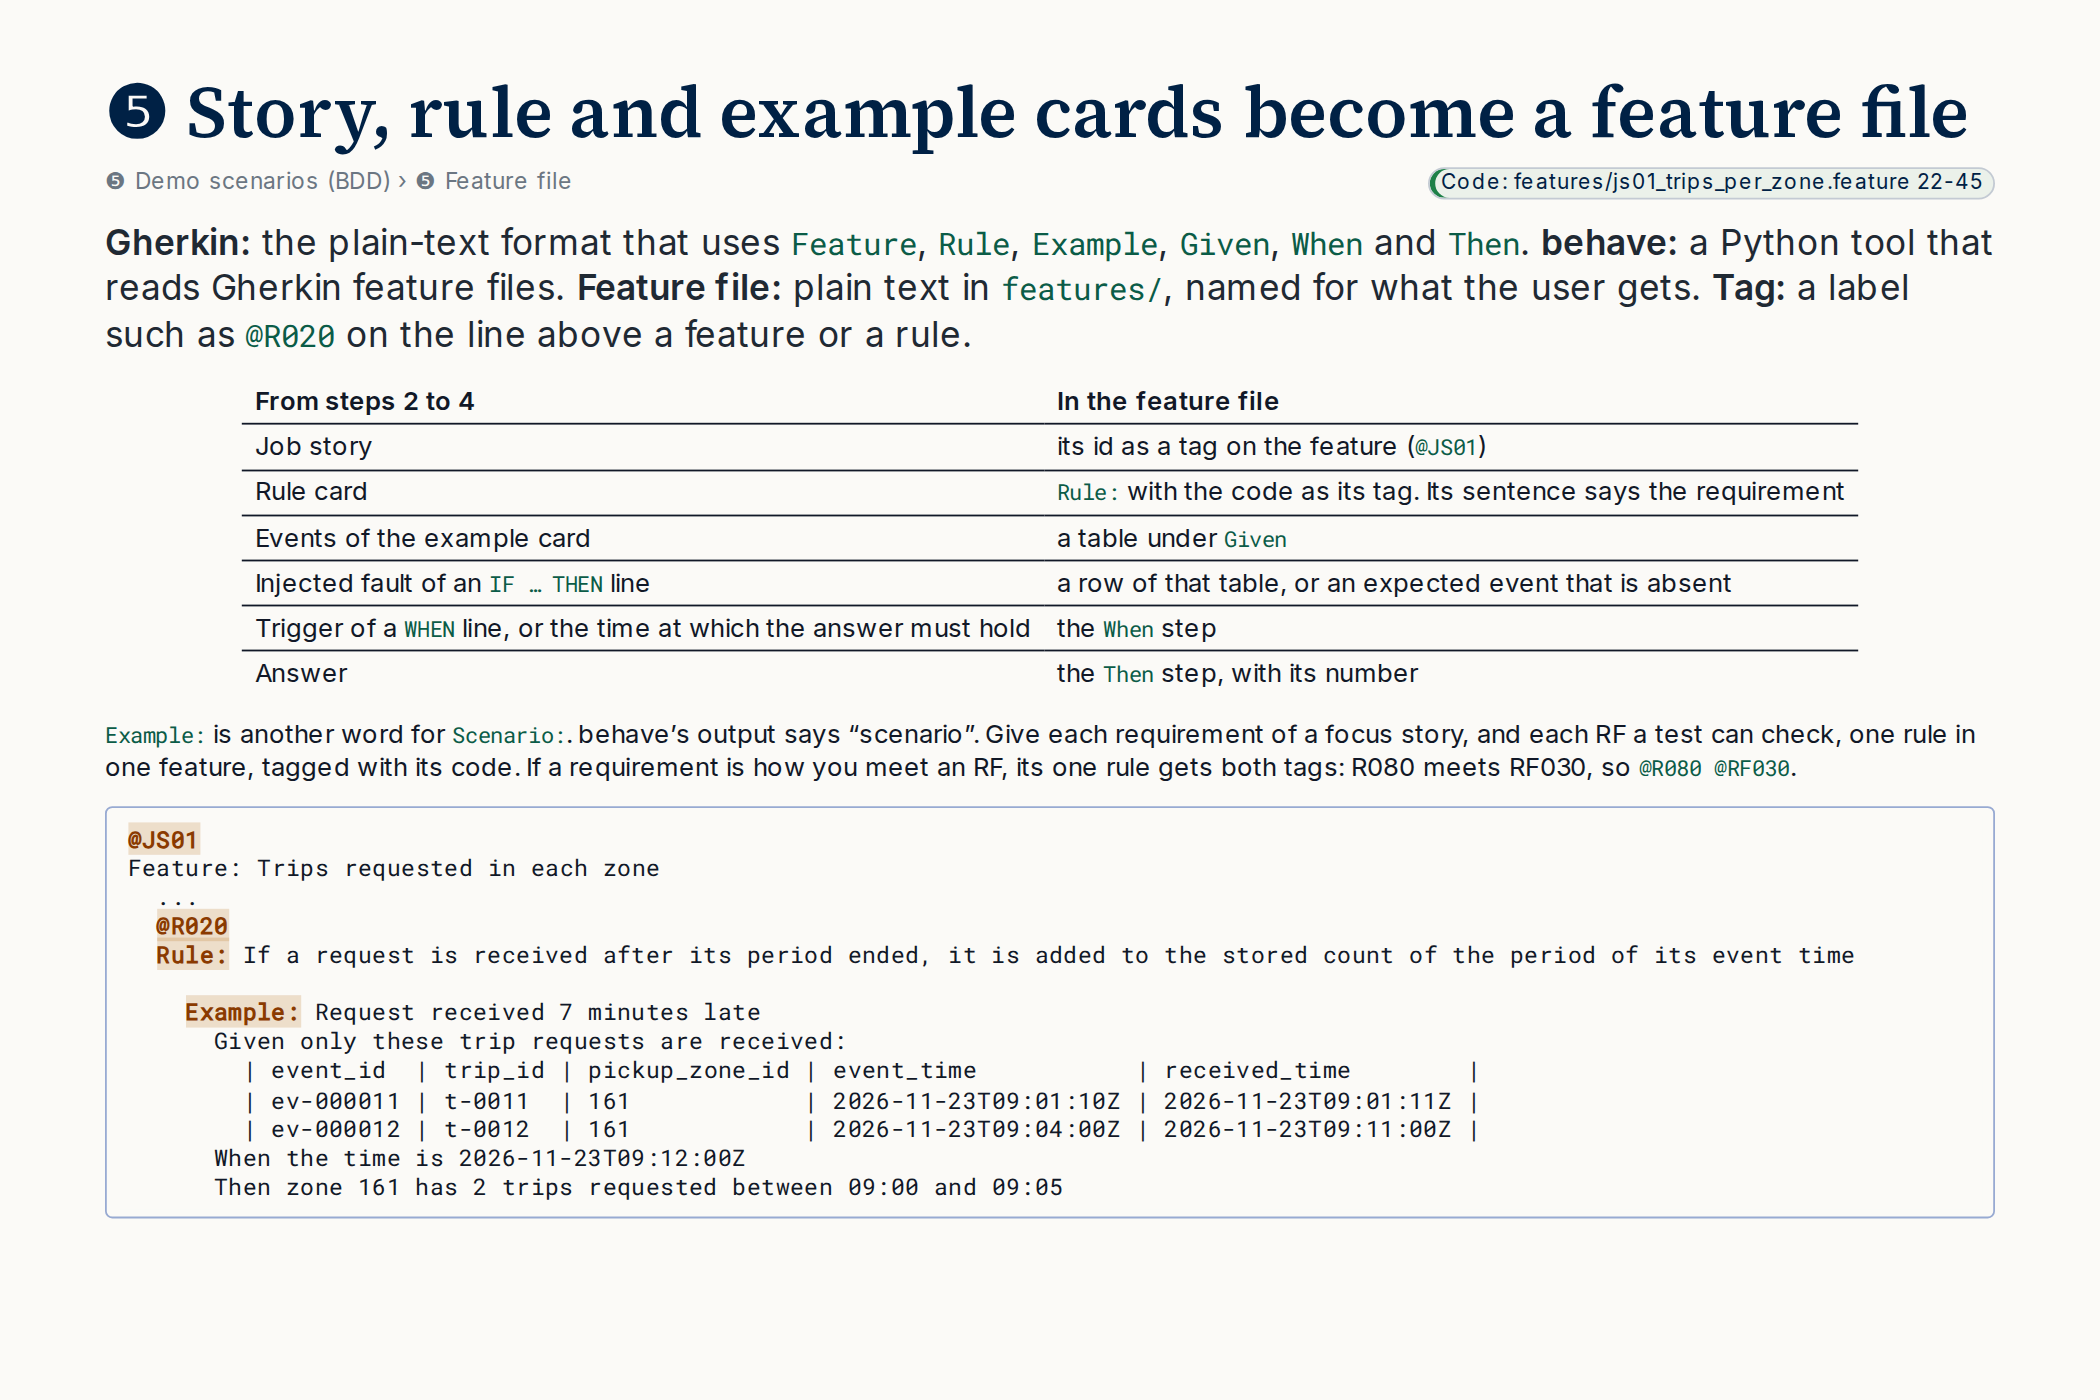 ❺ Story, rule and example cards become a feature file
❺ Demo scenarios (BDD) › ❺ Feature file
Code: features/js01_trips_per_zone.feature 22-45
Gherkin: the plain-text format that uses Feature, Rule, Example, Given, When and Then. behave: a Python tool that
reads Gherkin feature files. Feature file: plain text in features/, named for what the user gets. Tag: a label
such as @R020 on the line above a feature or a rule.
From steps 2 to 4 In the feature file
Job story its id as a tag on the feature (@JS01)
Rule card Rule: with the code as its tag. Its sentence says the requirement
Events of the example card a table under Given
Injected fault of an IF … THEN line a row of that table, or an expected event that is absent
Trigger of a WHEN line, or the time at which the answer must hold the When step
Answer the Then step, with its number
Example: is another word for Scenario:. behave’s output says “scenario”. Give each requirement of a focus story, and each RF a test can check, one rule in
one feature, tagged with its code. If a requirement is how you meet an RF, its one rule gets both tags: R080 meets RF030, so @R080 @RF030.
@JS01
Feature: Trips requested in each zone
  ...
  @R020
  Rule: If a request is received after its period ended, it is added to the stored count of the period of its event time
    Example: Request received 7 minutes late
      Given only these trip requests are received:
        | event_id  | trip_id | pickup_zone_id | event_time           | received_time        |
        | ev-000011 | t-0011  | 161            | 2026-11-23T09:01:10Z | 2026-11-23T09:01:11Z |
        | ev-000012 | t-0012  | 161            | 2026-11-23T09:04:00Z | 2026-11-23T09:11:00Z |
      When the time is 2026-11-23T09:12:00Z
      Then zone 161 has 2 trips requested between 09:00 and 09:05